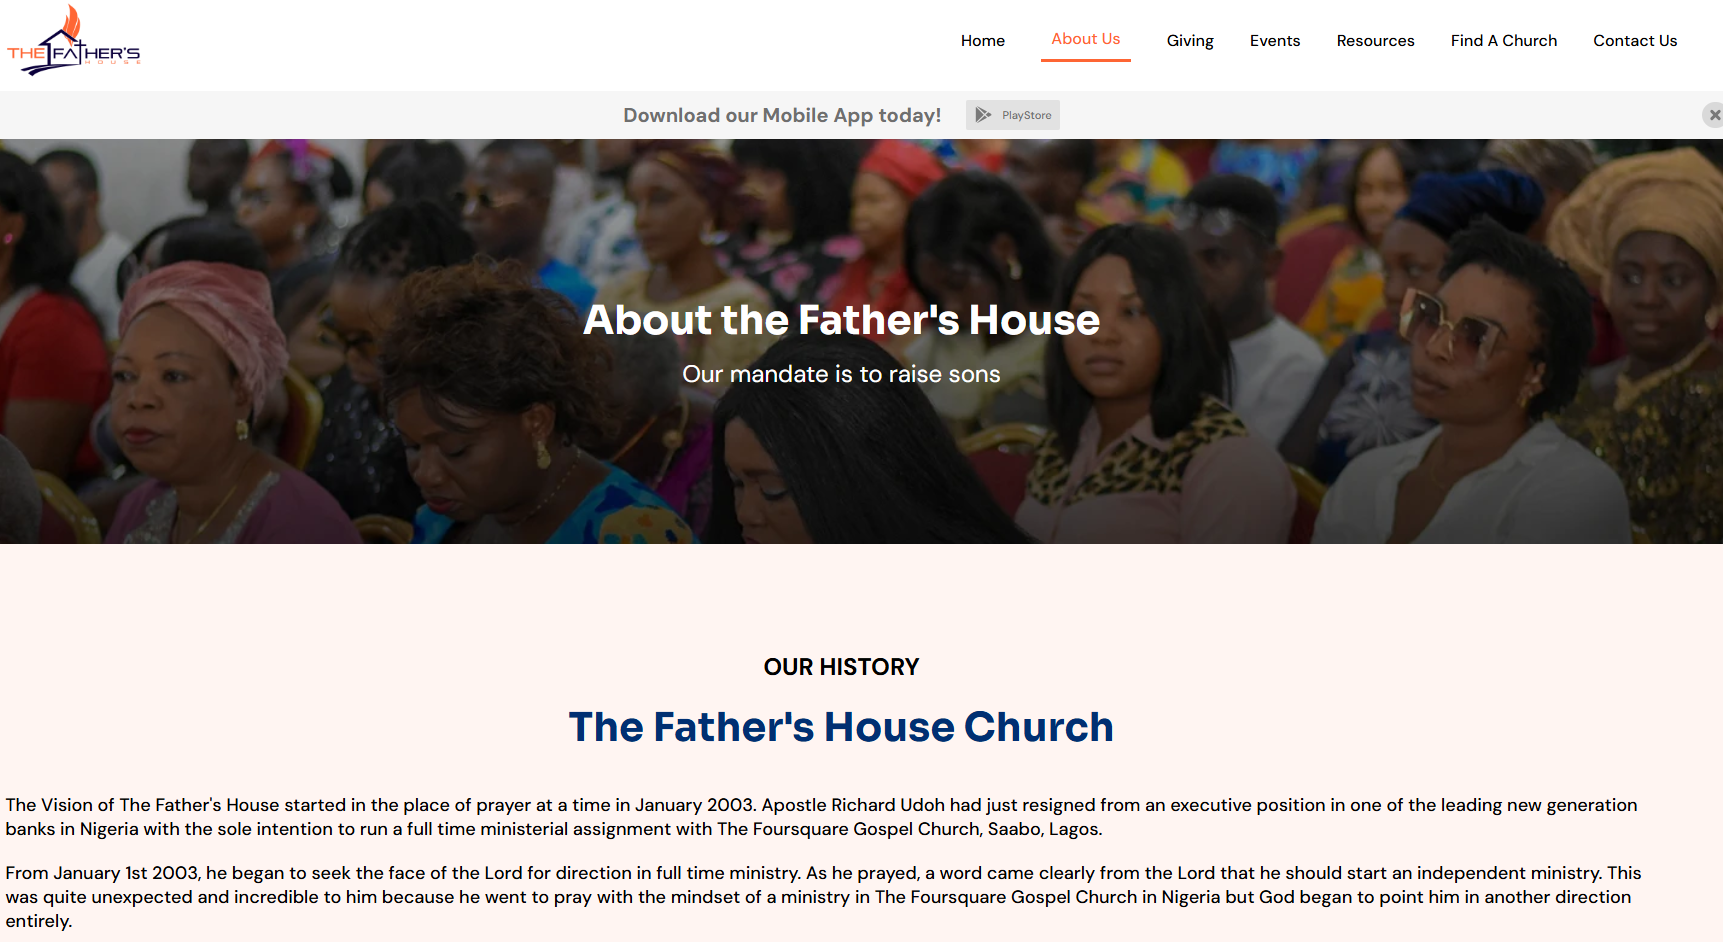 THE FATHER'S
HOUSE
Home About Us Giving Events Resources Find A Church Contact Us
Download our Mobile App today! PlayStore
About the Father's House
Our mandate is to raise sons
OUR HISTORY
The Father's House Church
The Vision of The Father's House started in the place of prayer at a time in January 2003. Apostle Richard Udoh had just resigned from an executive position in one of the leading new generation
banks in Nigeria with the sole intention to run a full time ministerial assignment with The Foursquare Gospel Church, Saabo, Lagos.
From January 1st 2003, he began to seek the face of the Lord for direction in full time ministry. As he prayed, a word came clearly from the Lord that he should start an independent ministry. This
was quite unexpected and incredible to him because he went to pray with the mindset of a ministry in The Foursquare Gospel Church in Nigeria but God began to point him in another direction
entirely.